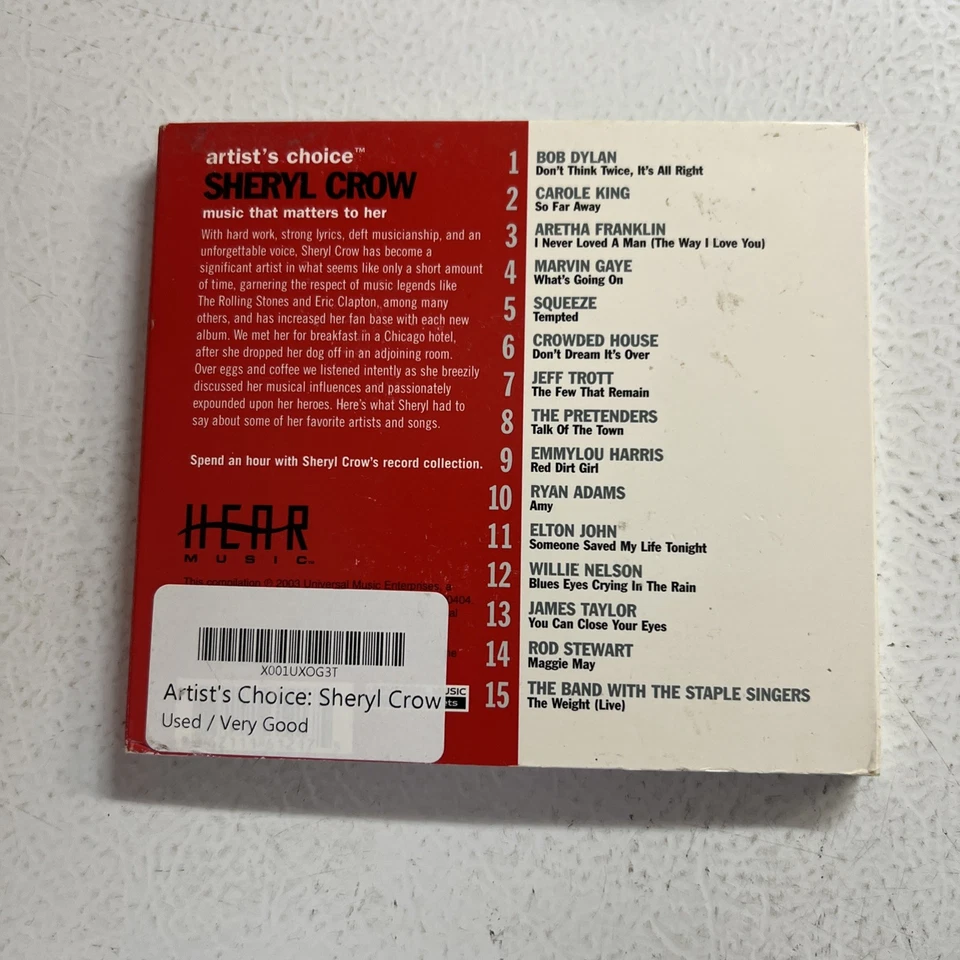 artist's choice™
SHERYL CROW
music that matters to her
With hard work, strong lyrics, deft musicianship, and an
unforgettable voice, Sheryl Crow has become a
significant artist in what seems like only a short amount
of time, garnering the respect of music legends like
The Rolling Stones and Eric Clapton, among many
others, and has increased her fan base with each new
album. We met her for breakfast in a Chicago hotel,
after she dropped her dog off in an adjoining room.
Over eggs and coffee we listened intently as she breezily
discussed her musical influences and passionately
expounded upon her heroes. Here's what Sheryl had to
say about some of her favorite artists and songs.
Spend an hour with Sheryl Crow's record collection.
HEAR
MUSIC™
This compilation © 2003 Universal Music Enterprises, a
0404.
X001UXOG3T
Artist's Choice: Sheryl Crow
Used / Very Good
1 BOB DYLAN
Don't Think Twice, It's All Right
2 CAROLE KING
So Far Away
3 ARETHA FRANKLIN
I Never Loved A Man (The Way I Love You)
4 MARVIN GAYE
What's Going On
5 SQUEEZE
Tempted
6 CROWDED HOUSE
Don't Dream It's Over
7 JEFF TROTT
The Few That Remain
8 THE PRETENDERS
Talk Of The Town
9 EMMYLOU HARRIS
Red Dirt Girl
10 RYAN ADAMS
Amy
11 ELTON JOHN
Someone Saved My Life Tonight
12 WILLIE NELSON
Blues Eyes Crying In The Rain
13 JAMES TAYLOR
You Can Close Your Eyes
14 ROD STEWART
Maggie May
15 THE BAND WITH THE STAPLE SINGERS
The Weight (Live)